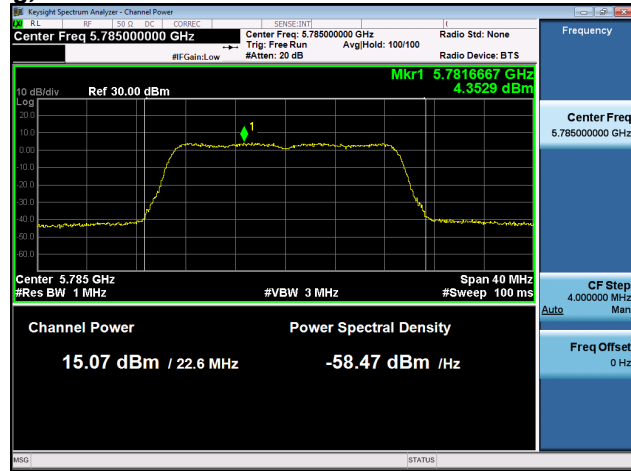 Keysight Spectrum Analyzer - Channel Power
RL RF 50 Ω DC CORREC SENSE:INT
Center Freq 5.785000000 GHz Center Freq: 5.785000000 GHz Radio Std: None
Trig: Free Run Avg|Hold: 100/100
#IFGain:Low #Atten: 20 dB Radio Device: BTS
Mkr1 5.7816667 GHz
10 dB/div Ref 30.00 dBm 4.3529 dBm
Log
20.0
10.0
1
0.00
-10.0
-20.0
-30.0
-40.0
-50.0
-60.0
Center 5.785 GHz Span 40 MHz
#Res BW 1 MHz #VBW 3 MHz #Sweep 100 ms
Channel Power Power Spectral Density
15.07 dBm / 22.6 MHz -58.47 dBm /Hz
MSG STATUS
Frequency
Center Freq
5.785000000 GHz
CF Step
4.000000 MHz
Auto Man
Freq Offset
0 Hz